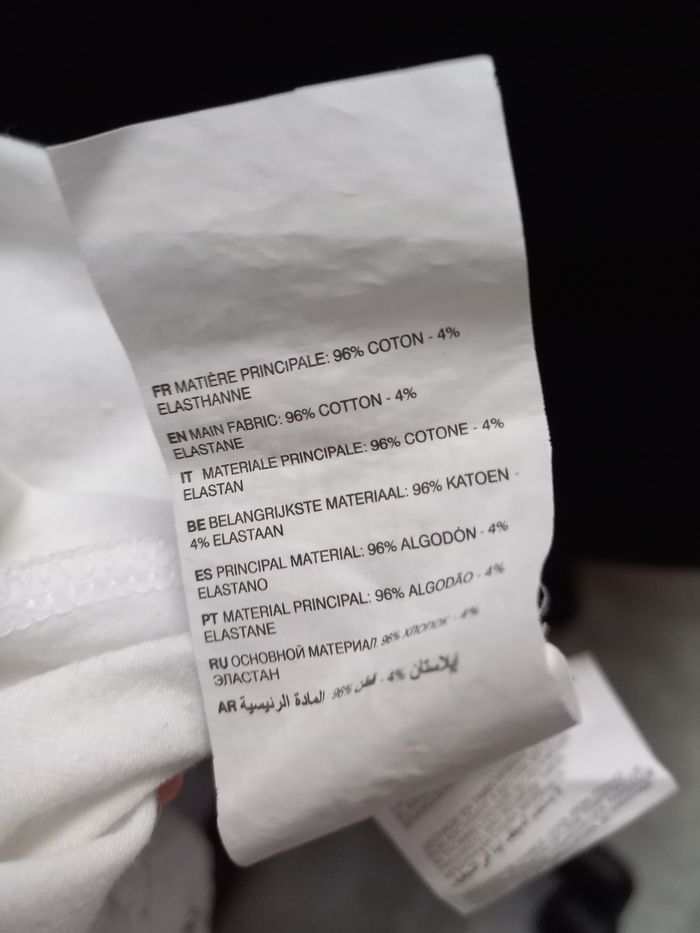 FR MATIÈRE PRINCIPALE: 96% COTON - 4%
ELASTHANNE
EN MAIN FABRIC: 96% COTTON - 4%
ELASTANE
IT MATERIALE PRINCIPALE: 96% COTONE - 4%
ELASTAN
BE BELANGRIJKSTE MATERIAAL: 96% KATOEN -
4% ELASTAAN
ES PRINCIPAL MATERIAL: 96% ALGODÓN - 4%
ELASTANO
PT MATERIAL PRINCIPAL: 96% ALGODÃO - 4%
ELASTANE
RU ОСНОВНОЙ МАТЕРИАЛ 96% ХЛОПОК - 4%
ЭЛАСТАН
AR المادة الرئيسية 96% قطن - 4% إيلاستان